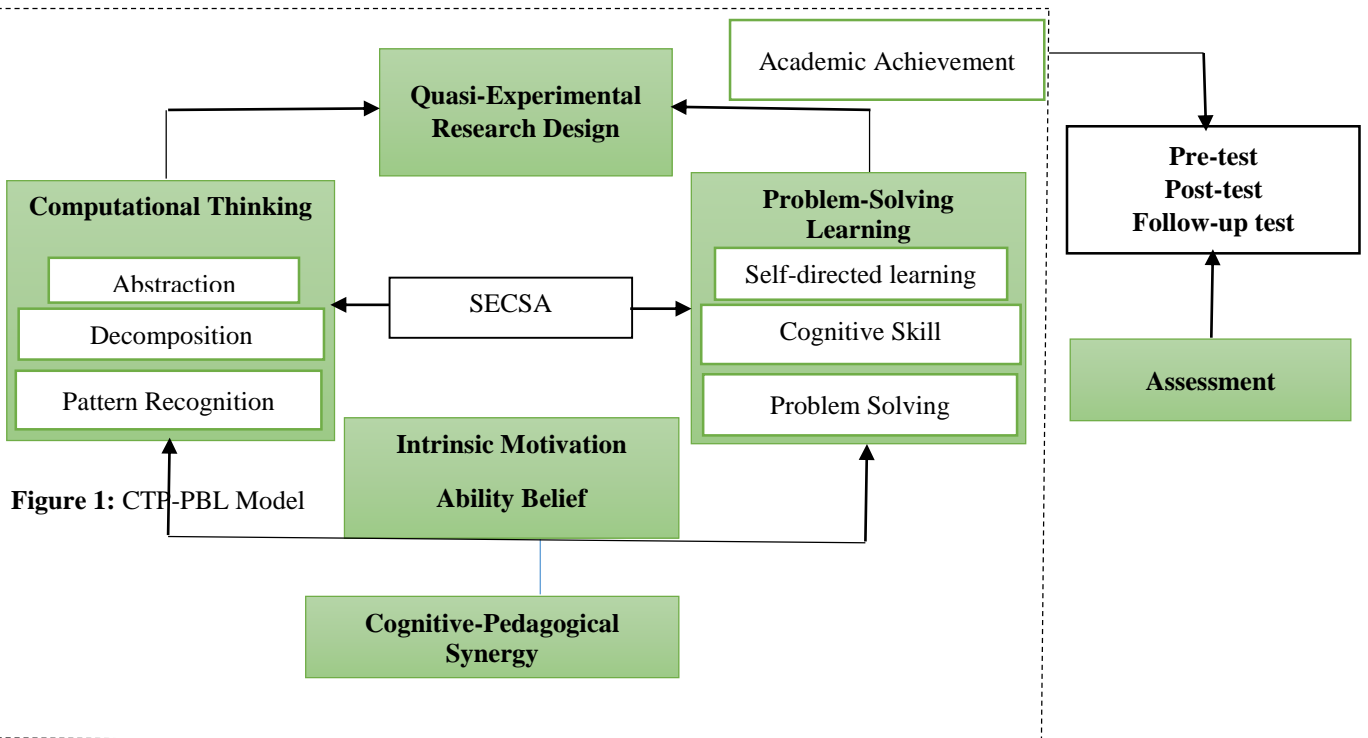 Academic Achievement
Quasi-Experimental
Research Design
Pre-test
Post-test
Follow-up test
Computational Thinking
Abstraction
Decomposition
Pattern Recognition
SECSA
Problem-Solving
Learning
Self-directed learning
Cognitive Skill
Problem Solving
Assessment
Intrinsic Motivation
Ability Belief
Figure 1: CTP-PBL Model
Cognitive-Pedagogical
Synergy